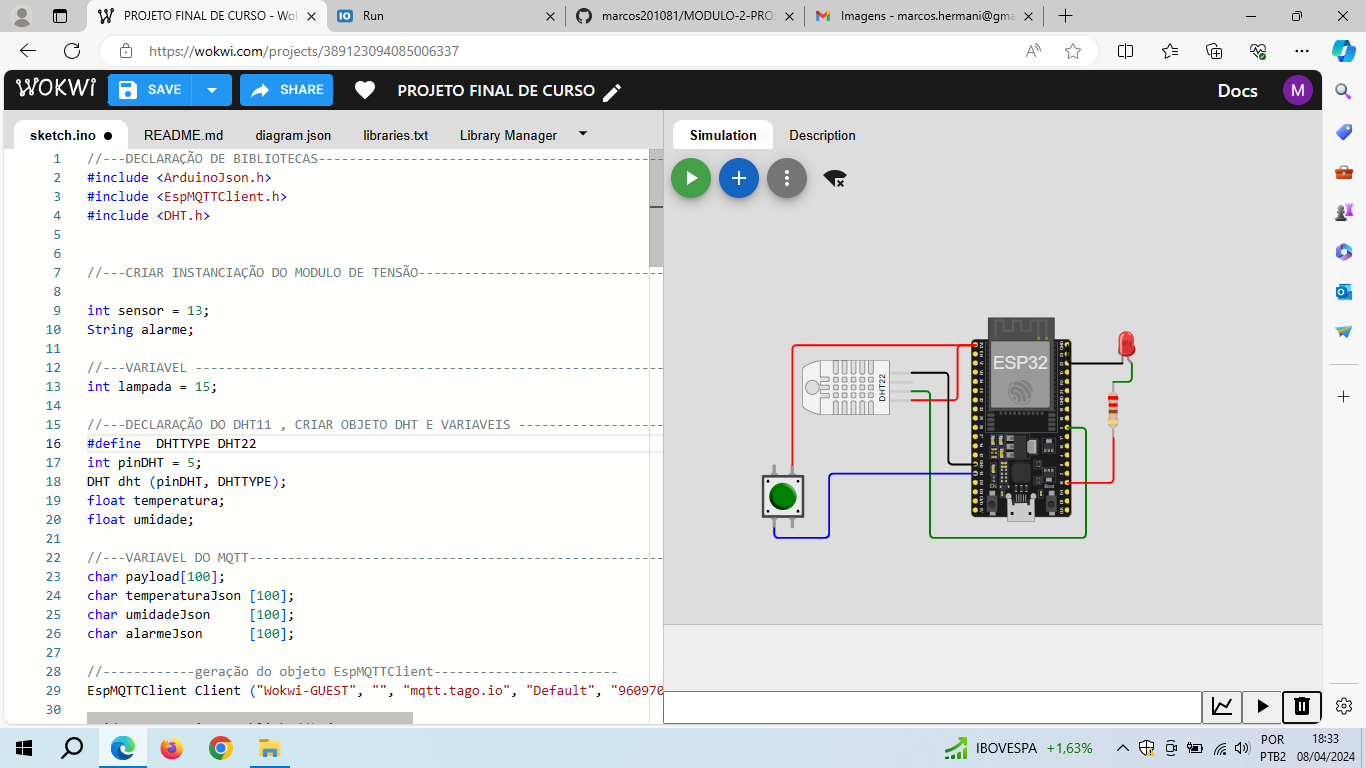 PROJETO FINAL DE CURSO - Wok
Run
marcos201081/MODULO-2-PRO
Imagens - marcos.hermani@gm
https://wokwi.com/projects/389123094085006337
WOKWI
SAVE
SHARE
PROJETO FINAL DE CURSO
Docs
M
sketch.ino
README.md
diagram.json
libraries.txt
Library Manager
Simulation
Description
1 //---DECLARAÇÃO DE BIBLIOTECAS---------------------------------------------
2 #include <ArduinoJson.h>
3 #include <EspMQTTClient.h>
4 #include <DHT.h>
5
6
7 //---CRIAR INSTANCIAÇÃO DO MODULO DE TENSÃO--------------------------------
8
9 int sensor = 13;
10 String alarme;
11
12 //---VARIAVEL -------------------------------------------------------------
13 int lampada = 15;
14
15 //---DECLARAÇÃO DO DHT11 , CRIAR OBJETO DHT E VARIAVEIS -------------------
16 #define  DHTTYPE DHT22
17 int pinDHT = 5;
18 DHT dht (pinDHT, DHTTYPE);
19 float temperatura;
20 float umidade;
21
22 //---VARIAVEL DO MQTT------------------------------------------------------
23 char payload[100];
24 char temperaturaJson [100];
25 char umidadeJson     [100];
26 char alarmeJson      [100];
27
28 //------------geração do objeto EspMQTTClient------------------------
29 EspMQTTClient Client ("Wokwi-GUEST", "", "mqtt.tago.io", "Default", "960970
30
DHT22
ESP32
IBOVESPA +1,63%
POR
PTB2
18:33
08/04/2024